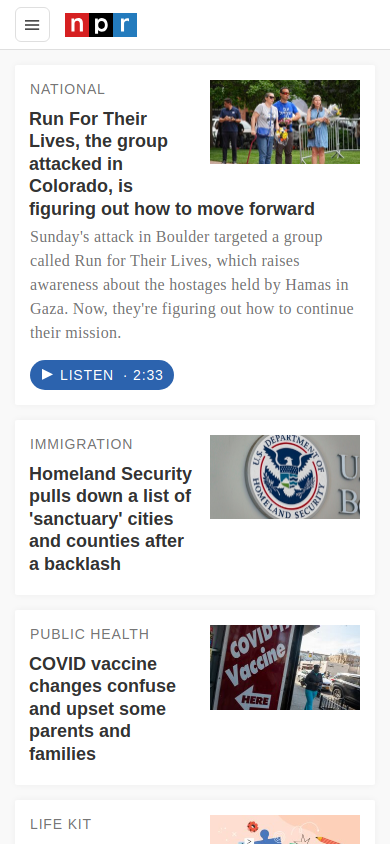 npr
NATIONAL
Run For Their
Lives, the group
attacked in
Colorado, is
figuring out how to move forward
Sunday's attack in Boulder targeted a group
called Run for Their Lives, which raises
awareness about the hostages held by Hamas in
Gaza. Now, they're figuring out how to continue
their mission.
LISTEN · 2:33
IMMIGRATION
Homeland Security
pulls down a list of
'sanctuary' cities
and counties after
a backlash
U.S. DEPARTMENT OF
HOMELAND SECURITY
PUBLIC HEALTH
COVID vaccine
changes confuse
and upset some
parents and
families
COVID-19
Vaccine
HERE
LIFE KIT